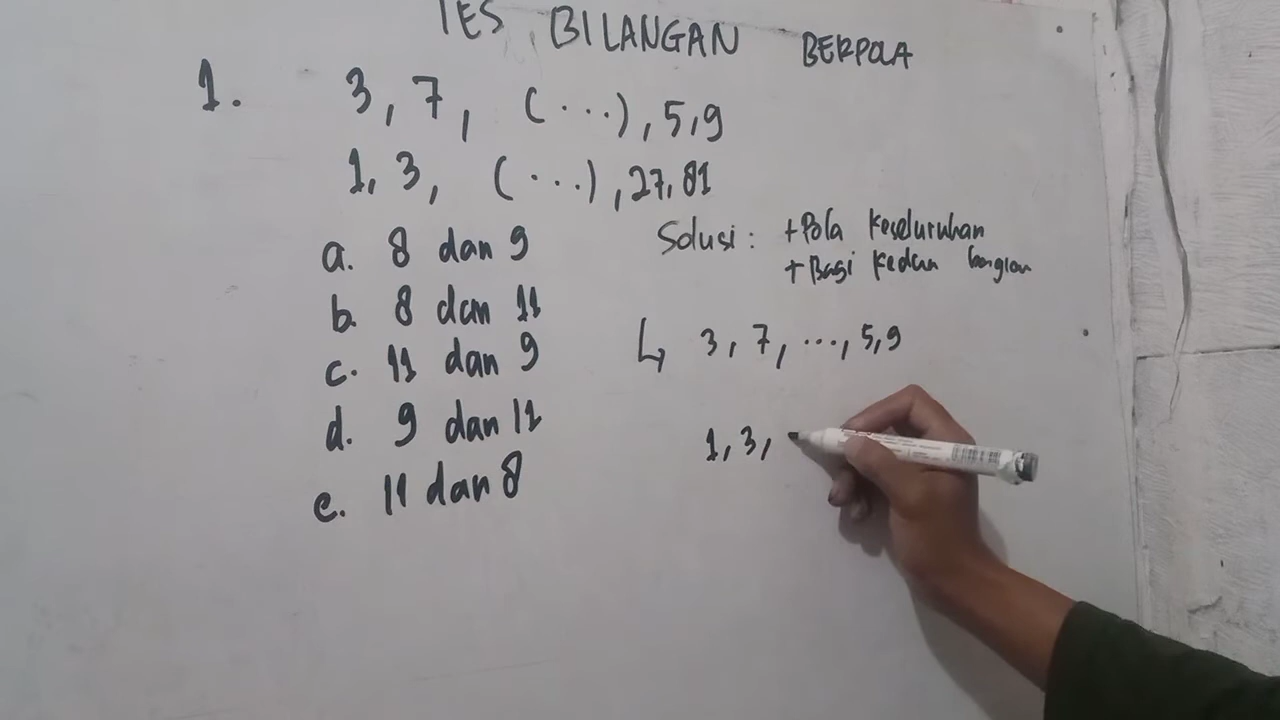 TES BILANGAN BERPOLA
1. 3, 7, (...), 5, 9
1, 3, (...), 27, 81
a. 8 dan 9
b. 8 dan 11
c. 11 dan 9
d. 9 dan 11
e. 11 dan 8
Solusi: + Pola Keseluruhan
+ Bagi Kedua bagian
↳ 3, 7, ..., 5, 9
1, 3,